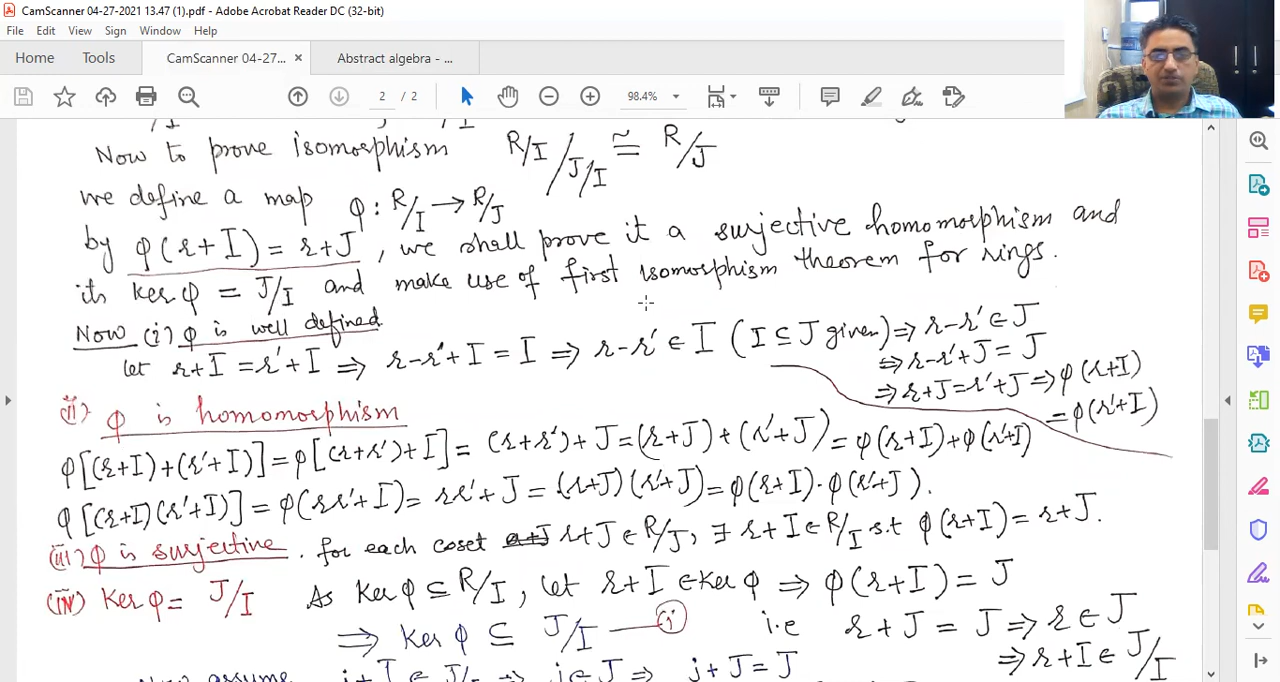 CamScanner 04-27-2021 13.47 (1).pdf - Adobe Acrobat Reader DC (32-bit)
File Edit View Sign Window Help
Home Tools CamScanner 04-27... × Abstract algebra - ...
2 / 2 98.4%
Now to prove isomorphism R/I / J/I ≅ R/J
we define a map φ : R/I → R/J
by φ(r+I) = r+J, we shall prove it a surjective homomorphism and
its Ker φ = J/I and make use of first isomorphism theorem for rings.
Now (i) φ is well defined
let r+I = r'+I ⇒ r-r'+I = I ⇒ r-r' ∈ I (I ⊆ J given) ⇒ r-r' ∈ J
⇒ r-r'+J = J
⇒ r+J = r'+J ⇒ φ(r+I)
= φ(r'+I)
(ii) φ is homomorphism
φ[(r+I)+(r'+I)] = φ[(r+r')+I] = (r+r')+J = (r+J)+(r'+J) = φ(r+I)+φ(r'+I)
φ[(r+I)(r'+I)] = φ(rr'+I) = rr'+J = (r+J)(r'+J) = φ(r+I)·φ(r'+J).
(iii) φ is surjective. for each coset r+J ∈ R/J, ∃ r+I ∈ R/I s.t φ(r+I) = r+J.
(iv) Ker φ = J/I As Ker φ ⊆ R/I, let r+I ∈ Ker φ ⇒ φ(r+I) = J
i.e r+J = J ⇒ r ∈ J
⇒ r+I ∈ J/I
⇒ Ker φ ⊆ J/I — (i)
Now assume j+I ∈ J/I ⇒ j ∈ J ⇒ j+J = J